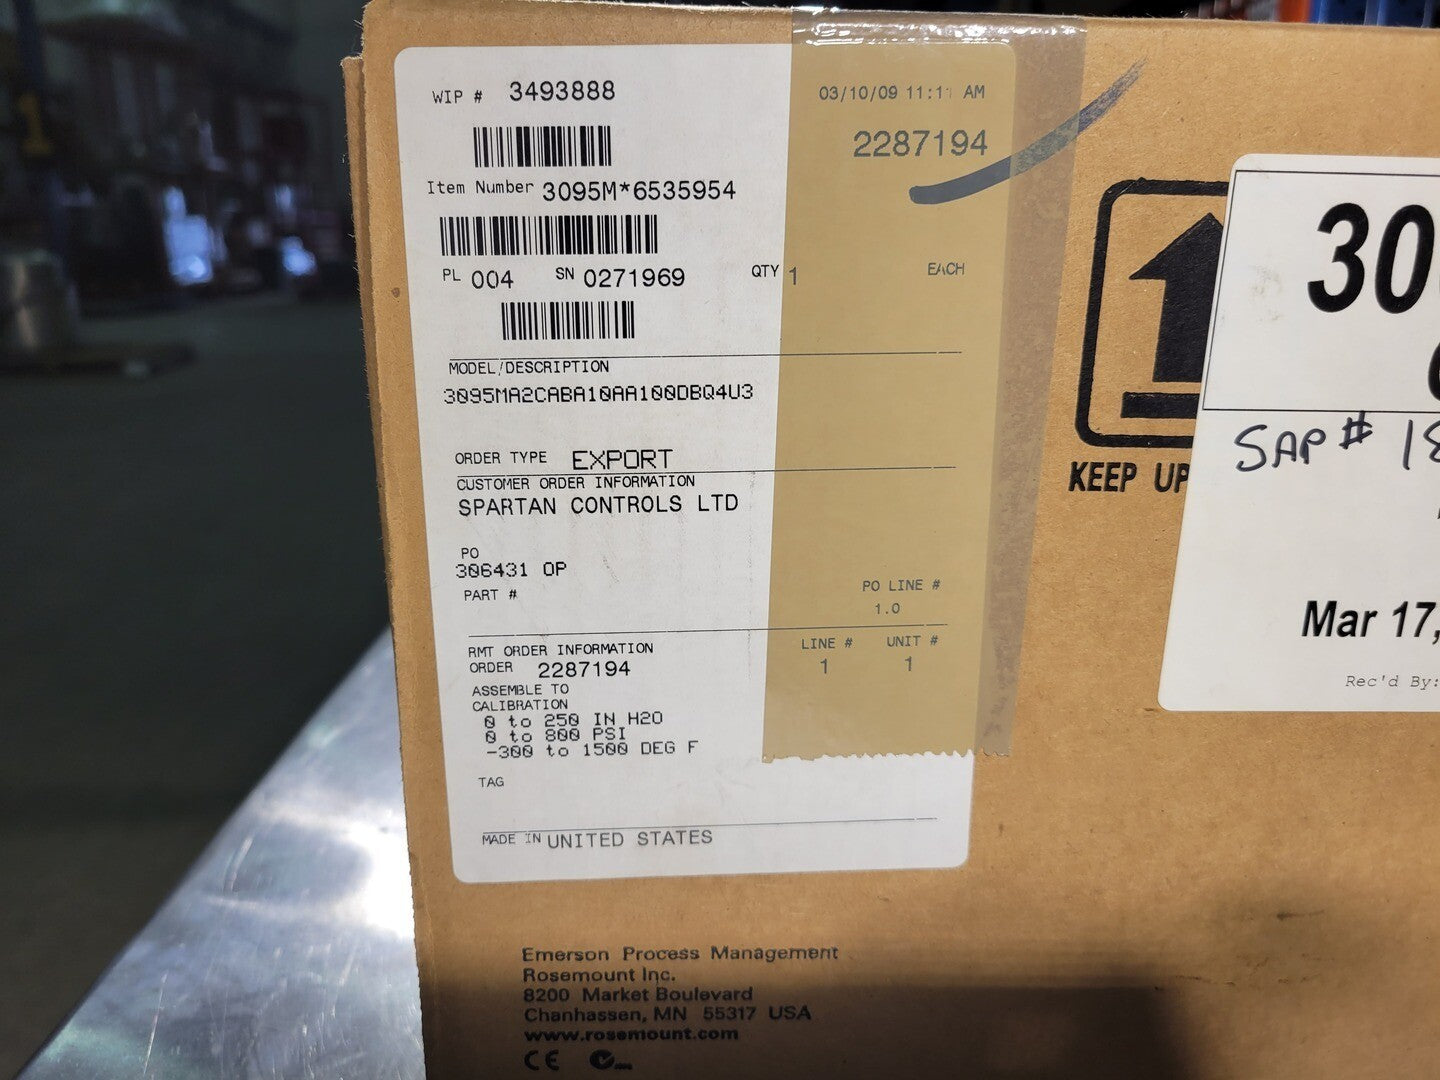 WIP # 3493888 03/10/09 11:11 AM
2287194
Item Number 3095M*6535954
PL 004 SN 0271969 QTY 1 EACH
MODEL/DESCRIPTION
3095MA2CABA10AA100DBQ4U3
ORDER TYPE EXPORT
CUSTOMER ORDER INFORMATION
SPARTAN CONTROLS LTD
PO
306431 OP
PART #
PO LINE #
1.0
RMT ORDER INFORMATION LINE # UNIT #
ORDER 2287194 1 1
ASSEMBLE TO
CALIBRATION
0 to 250 IN H2O
0 to 800 PSI
-300 to 1500 DEG F
TAG
MADE IN UNITED STATES
Emerson Process Management
Rosemount Inc.
8200 Market Boulevard
Chanhassen, MN 55317 USA
www.rosemount.com
CE
KEEP UP
30
SAP # 18
Mar 17,
Rec'd By:
1